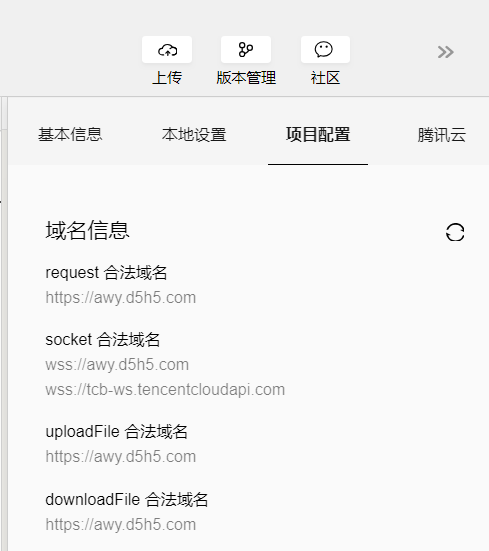 上传 版本管理 社区
基本信息 本地设置 项目配置 腾讯云
域名信息
request 合法域名
https://awy.d5h5.com
socket 合法域名
wss://awy.d5h5.com
wss://tcb-ws.tencentcloudapi.com
uploadFile 合法域名
https://awy.d5h5.com
downloadFile 合法域名
https://awy.d5h5.com